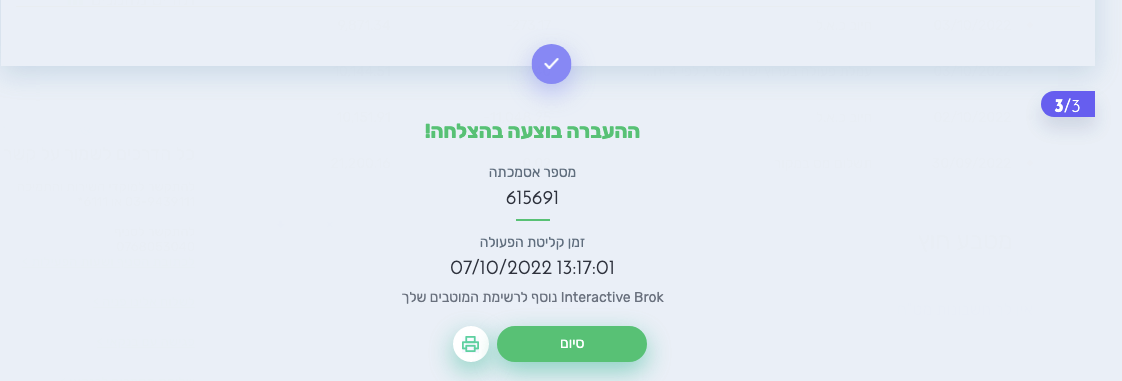 3/3
ההעברה בוצעה בהצלחה!
מספר אסמכתה
615691
זמן קליטת הפעולה
07/10/2022 13:17:01
Interactive Brok נוסף לרשימת המוטבים שלך
סיום